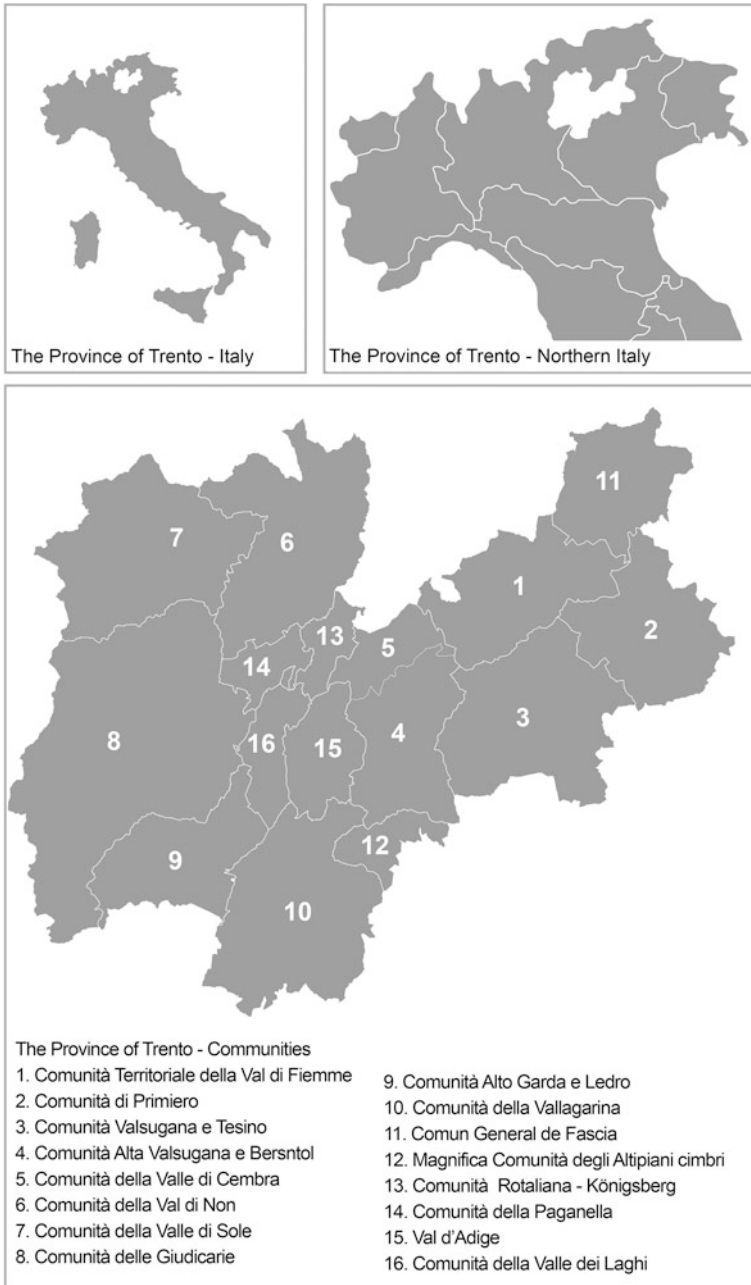 The Province of Trento - Italy
The Province of Trento - Northern Italy
11
7
6
1
2
13
5
14
3
8
16
15
4
12
9
10
The Province of Trento - Communities
1. Comunità Territoriale della Val di Fiemme
2. Comunità di Primiero
3. Comunità Valsugana e Tesino
4. Comunità Alta Valsugana e Bersntol
5. Comunità della Valle di Cembra
6. Comunità della Val di Non
7. Comunità della Valle di Sole
8. Comunità delle Giudicarie
9. Comunità Alto Garda e Ledro
10. Comunità della Vallagarina
11. Comun General de Fascia
12. Magnifica Comunità degli Altipiani cimbri
13. Comunità Rotaliana - Königsberg
14. Comunità della Paganella
15. Val d'Adige
16. Comunità della Valle dei Laghi